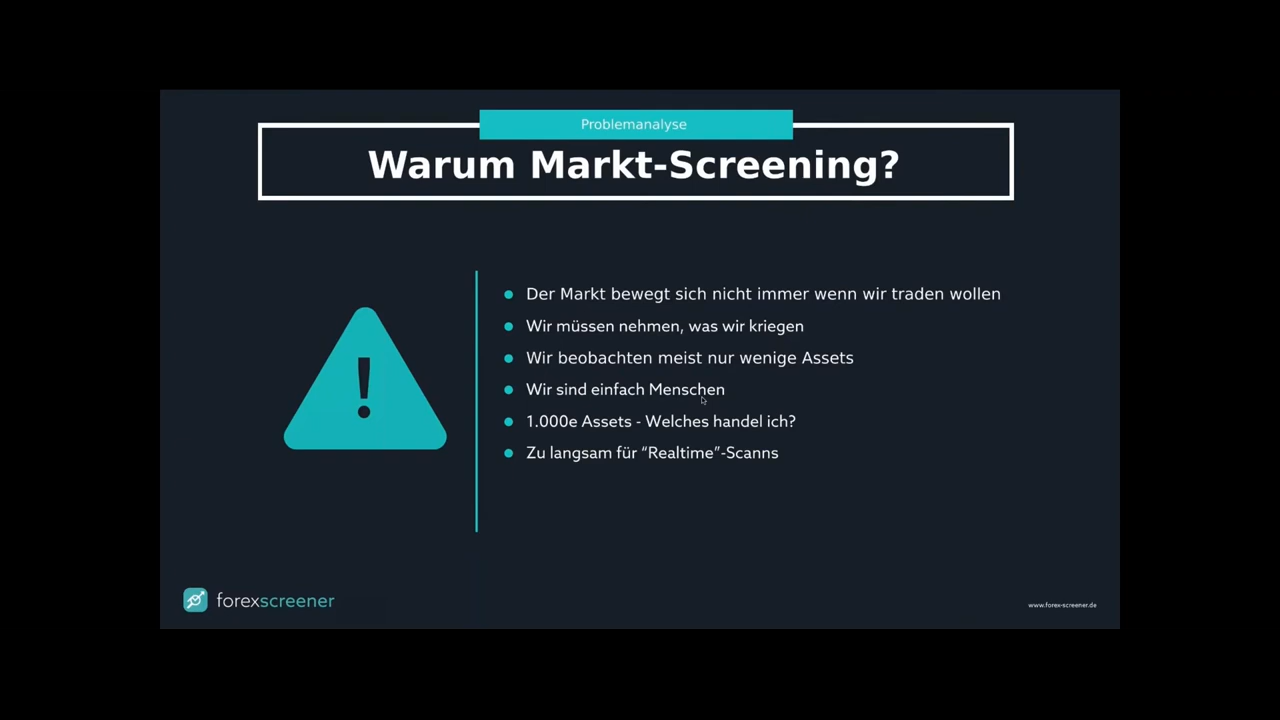 Problemanalyse
Warum Markt-Screening?
Der Markt bewegt sich nicht immer wenn wir traden wollen
Wir müssen nehmen, was wir kriegen
Wir beobachten meist nur wenige Assets
Wir sind einfach Menschen
1.000e Assets - Welches handel ich?
Zu langsam für “Realtime”-Scanns
forexscreener
www.forex-screener.de